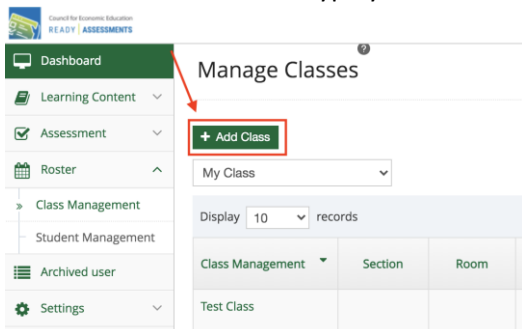 Council for Economic Education
READY ASSESSMENTS
Dashboard
Learning Content
Assessment
Roster
Class Management
Student Management
Archived user
Settings
Manage Classes
?
+ Add Class
My Class
Display 10 records
Class Management Section Room
Test Class